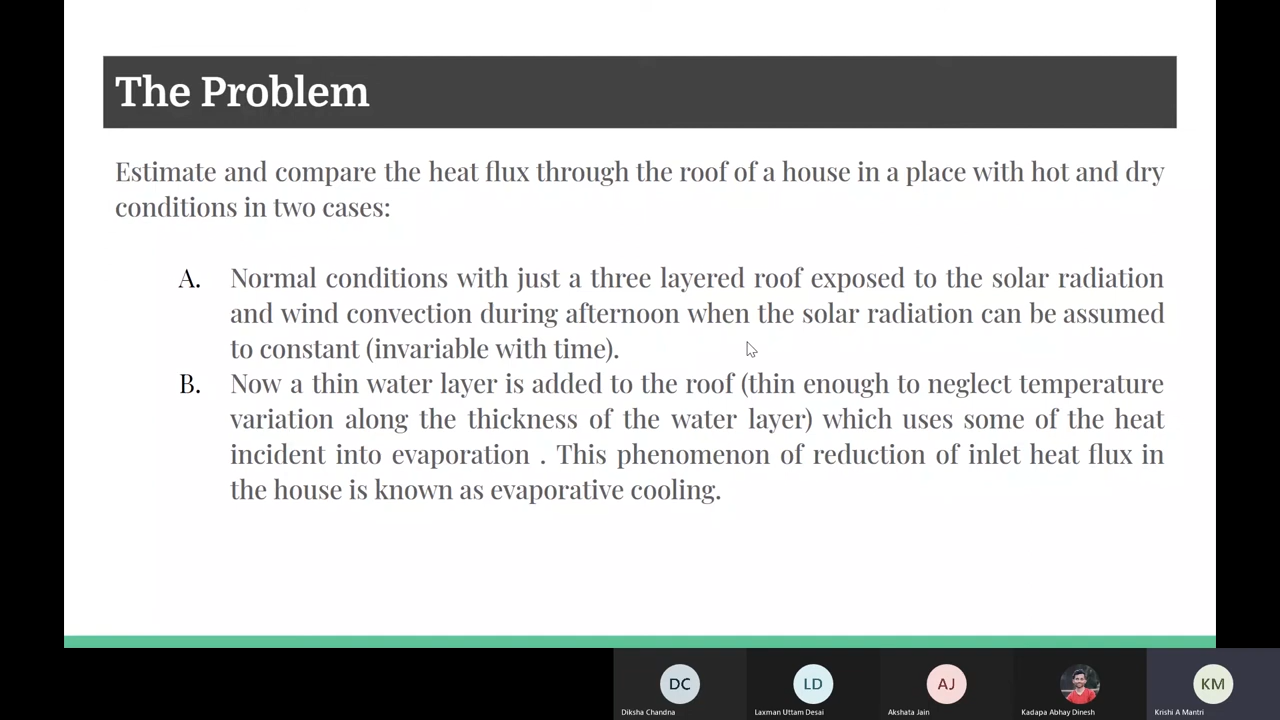 The Problem
Estimate and compare the heat flux through the roof of a house in a place with hot and dry
conditions in two cases:
A. Normal conditions with just a three layered roof exposed to the solar radiation
and wind convection during afternoon when the solar radiation can be assumed
to constant (invariable with time).
B. Now a thin water layer is added to the roof (thin enough to neglect temperature
variation along the thickness of the water layer) which uses some of the heat
incident into evaporation . This phenomenon of reduction of inlet heat flux in
the house is known as evaporative cooling.
DC
LD
AJ
KM
Diksha Chandna
Laxman Uttam Desai
Akshata Jain
Kadapa Abhay Dinesh
Krishi A Mantri